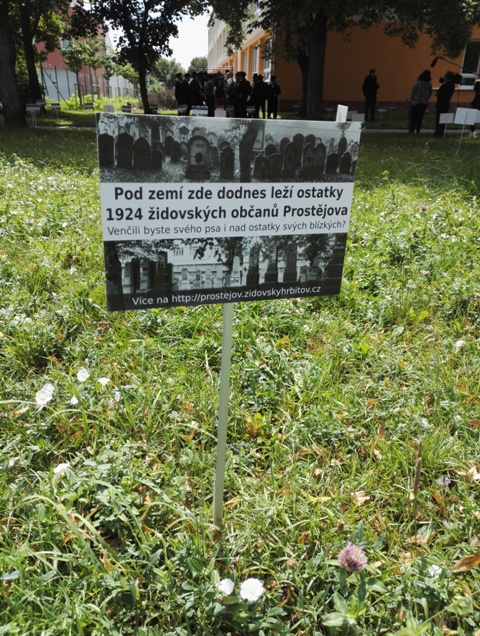 Pod zemí zde dodnes leží ostatky
1924 židovských občanů Prostějova
Venčili byste svého psa i nad ostatky svých blízkých?
Více na http://prostejov.zidovskyhrbitov.cz